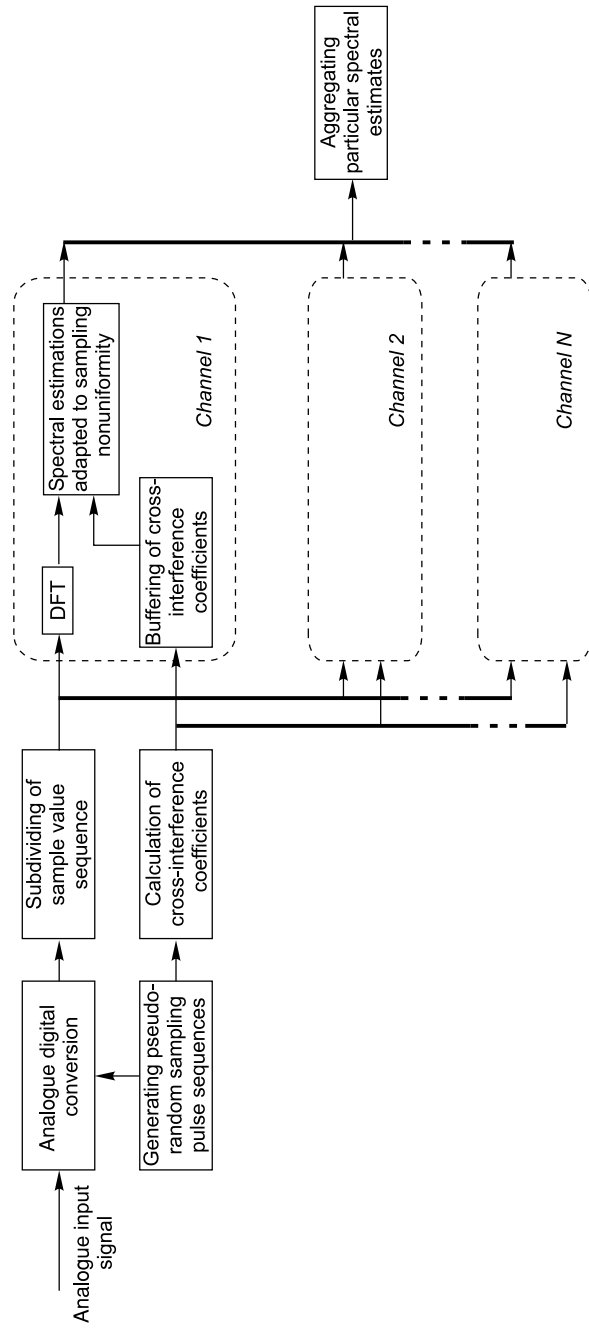 Analogue input
signal
Analogue digital
conversion
Generating pseudo-
random sampling
pulse sequences
Subdividing of
sample value
sequence
Calculation of
cross-interference
coefficients
DFT
Buffering of cross-
interference
coefficients
Spectral estimations
adapted to sampling
nonuniformity
Channel 1
Channel 2
Channel N
Aggregating
particular spectral
estimates